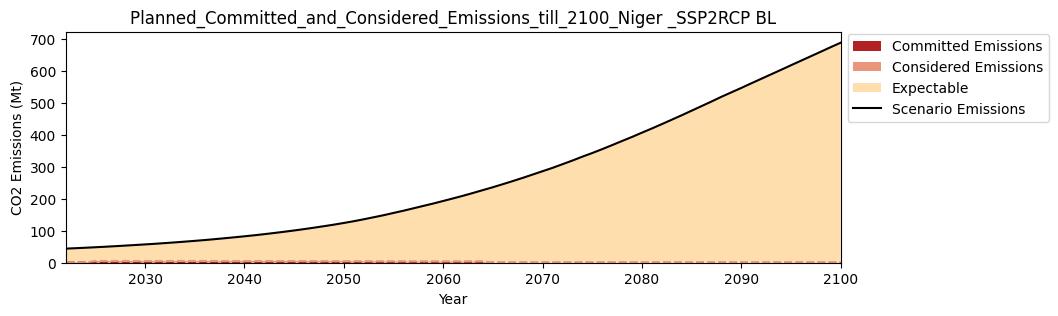 Planned_Committed_and_Considered_Emissions_till_2100_Niger _SSP2RCP BL
700
600
500
400
300
200
100
0
CO2 Emissions (Mt)
2030
2040
2050
2060
2070
2080
2090
2100
Year
Committed Emissions
Considered Emissions
Expectable
Scenario Emissions